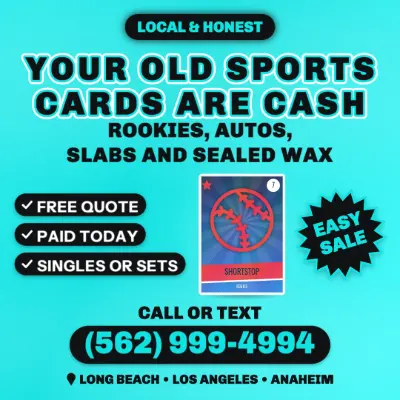 LOCAL & HONEST
YOUR OLD SPORTS
CARDS ARE CASH
ROOKIES, AUTOS,
SLABS AND SEALED WAX
FREE QUOTE
PAID TODAY
SINGLES OR SETS
7
SHORTSTOP
EASY
SALE
CALL OR TEXT
(562) 999-4994
LONG BEACH • LOS ANGELES • ANAHEIM